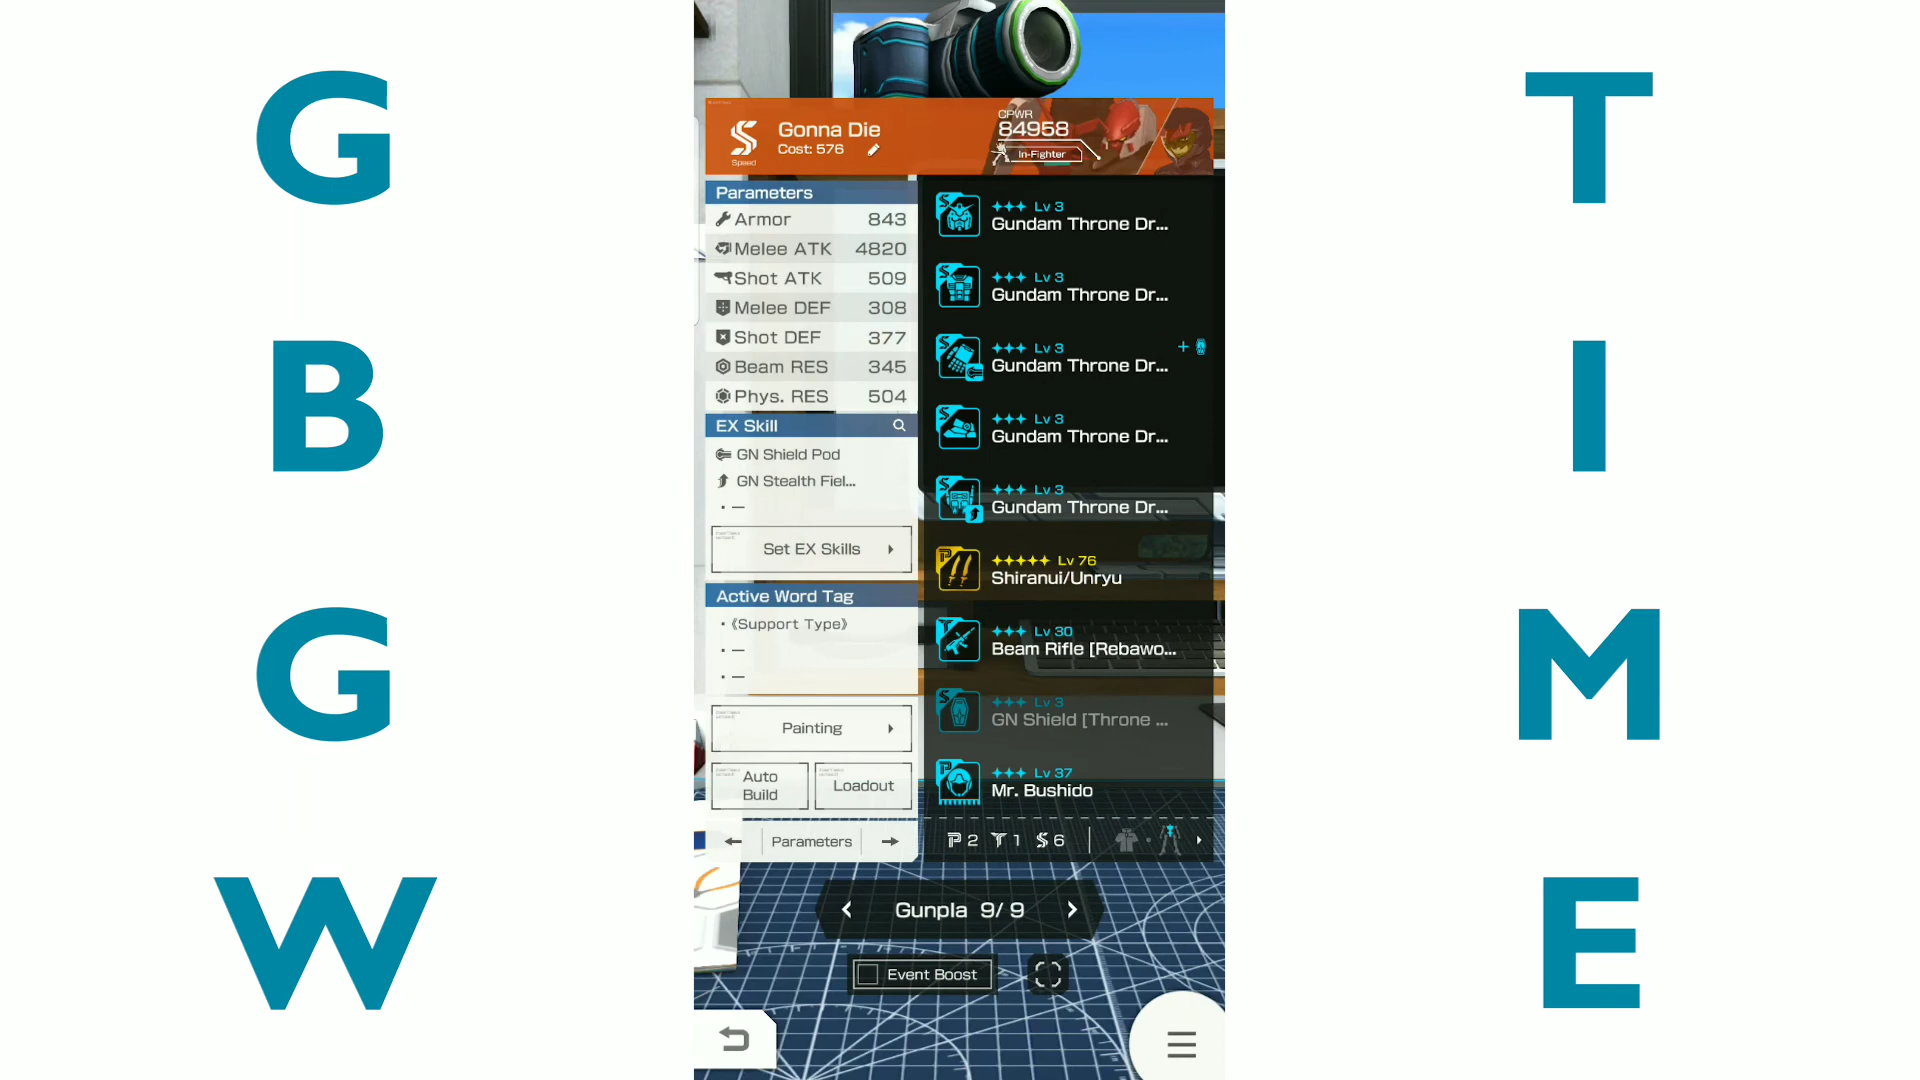 G
B
G
W
T
I
M
E
Gonna Die
Cost: 576
Speed
CPWR
84958
In-Fighter
Parameters
Armor 843
Melee ATK 4820
Shot ATK 509
Melee DEF 308
Shot DEF 377
Beam RES 345
Phys. RES 504
EX Skill
GN Shield Pod
GN Stealth Fiel...
· —
Set EX Skills
Active Word Tag
·《Support Type》
· —
· —
Painting
Auto
Build
Loadout
Parameters
Lv 3
Gundam Throne Dr...
Lv 3
Gundam Throne Dr...
Lv 3
Gundam Throne Dr...
Lv 3
Gundam Throne Dr...
Lv 3
Gundam Throne Dr...
Lv 76
Shiranui/Unryu
Lv 30
Beam Rifle [Rebawo...
Lv 3
GN Shield [Throne ...
Lv 37
Mr. Bushido
P 2 T 1 S 6
Gunpla 9/ 9
Event Boost